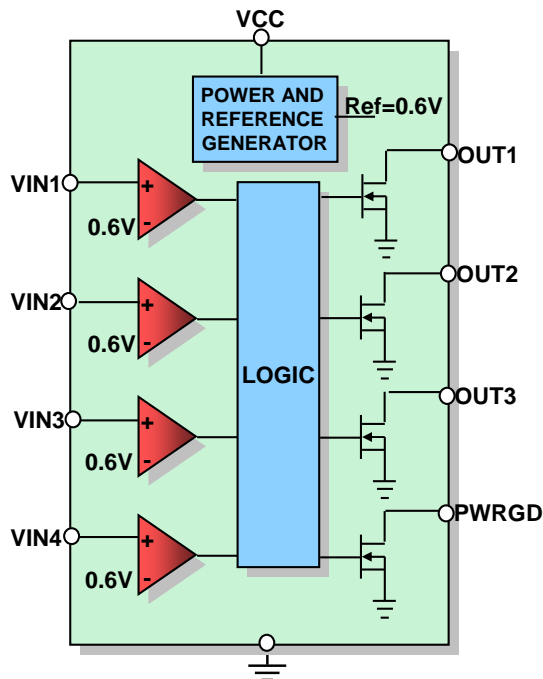 VCC
POWER AND
REFERENCE
GENERATOR
Ref=0.6V
OUT1
VIN1
+
0.6V
-
OUT2
VIN2
+
0.6V
-
LOGIC
OUT3
VIN3
+
0.6V
-
PWRGD
VIN4
+
0.6V
-